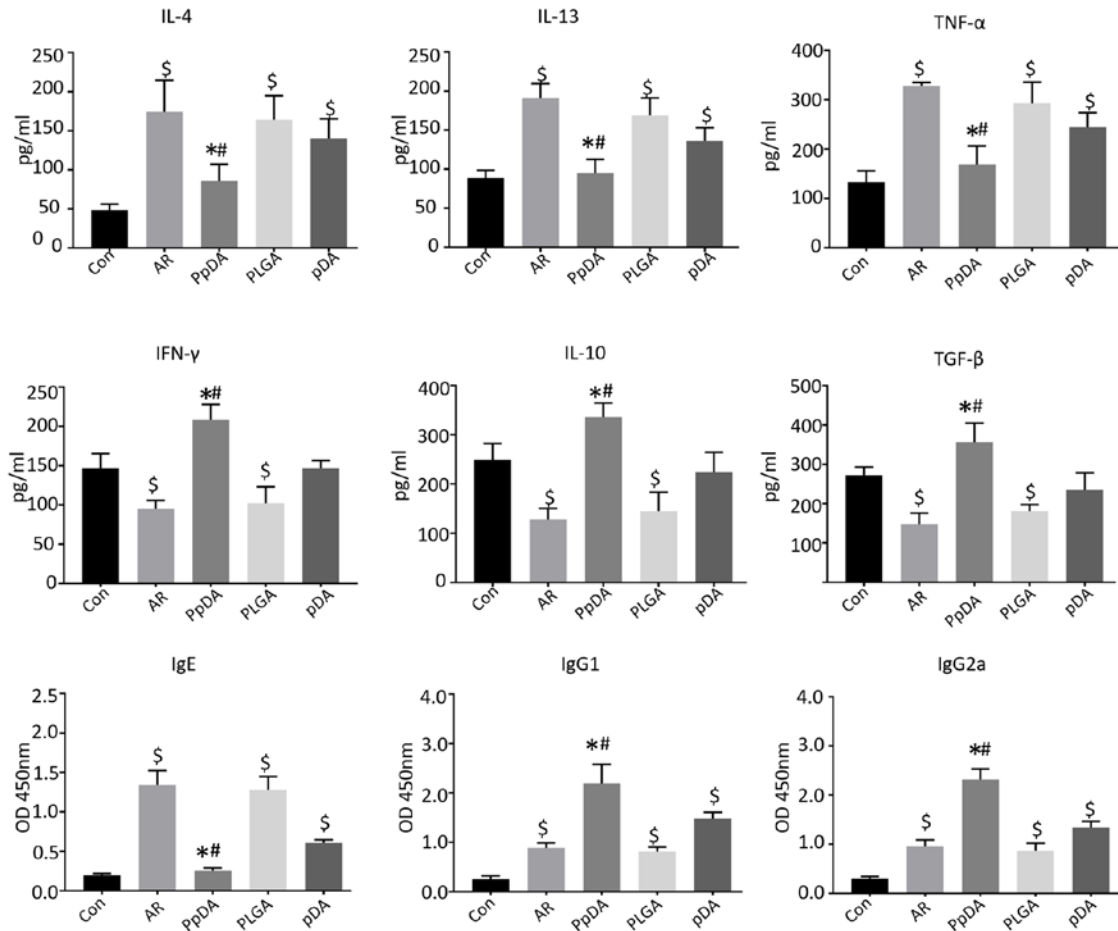 IL-4
IL-13
TNF-α
250
200
150
100
50
0
pg/ml
$
*#
$
$
Con
AR
PpDA
PLGA
pDA
250
200
150
100
50
0
pg/ml
$
*#
$
$
Con
AR
PpDA
PLGA
pDA
400
300
200
100
0
pg/ml
$
*#
$
$
Con
AR
PpDA
PLGA
pDA
IFN-γ
IL-10
TGF-β
250
200
150
100
50
0
pg/ml
$
*#
$
Con
AR
PpDA
PLGA
pDA
400
300
200
100
0
pg/ml
$
*#
$
Con
AR
PpDA
PLGA
pDA
500
400
300
200
100
pg/ml
$
*#
$
Con
AR
PpDA
PLGA
pDA
IgE
IgG1
IgG2a
2.5
2.0
1.5
1.0
0.5
0.0
OD 450nm
$
*#
$
$
Con
AR
PpDA
PLGA
pDA
4.0
3.0
2.0
1.0
0.0
OD 450nm
$
*#
$
$
Con
AR
PpDA
PLGA
pDA
4.0
3.0
2.0
1.0
0.0
OD 450nm
$
*#
$
$
Con
AR
PpDA
PLGA
pDA